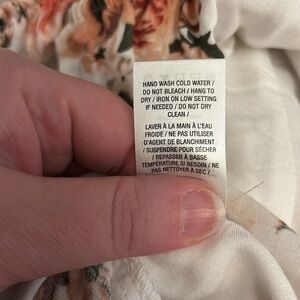 HAND WASH COLD WATER /
DO NOT BLEACH / HANG TO
DRY / IRON ON LOW SETTING
IF NEEDED / DO NOT DRY
CLEAN /
LAVER À LA MAIN À L'EAU
FROIDE / NE PAS UTILISER
D'AGENT DE BLANCHIMENT
/ SUSPENDRE POUR SÉCHER
/ REPASSER À BASSE
TEMPÉRATURE SI BESOIN / NE
PAS NETTOYER À SEC /